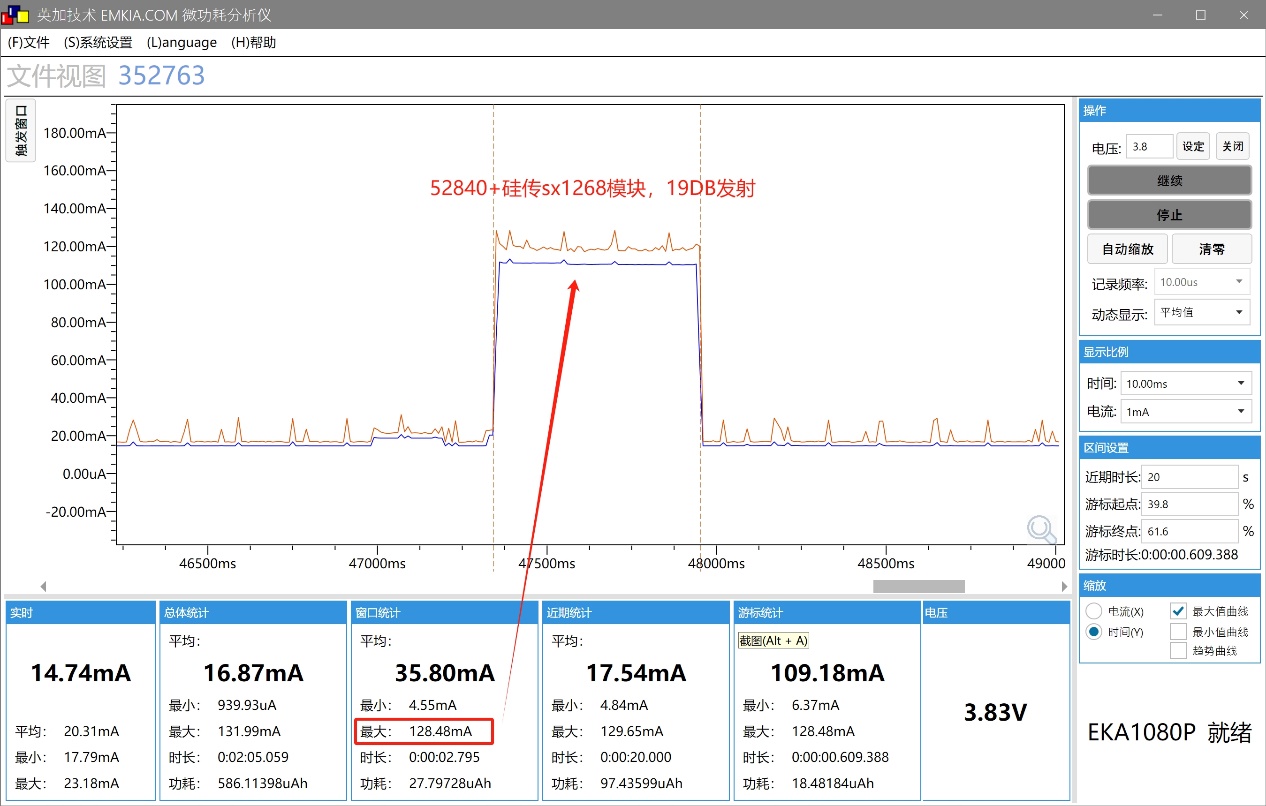 英加技术 EMKIA.COM 微功耗分析仪
(F)文件 (S)系统设置 (L)anguage (H)帮助
文件视图 352763
触发窗口
180.00mA
160.00mA
140.00mA
120.00mA
100.00mA
80.00mA
60.00mA
40.00mA
20.00mA
0.00uA
-20.00mA
52840+硅传sx1268模块，19DB发射
46500ms 47000ms 47500ms 48000ms 48500ms 49000
操作
电压: 3.8 设定 关闭
继续
停止
自动缩放 清零
记录频率: 10.00us
动态显示: 平均值
显示比例
时间: 10.00ms
电流: 1mA
区间设置
近期时长: 20 s
游标起点: 39.8 %
游标终点: 61.6 %
游标时长:0:00:00.609.388
缩放
电流(X) 最大值曲线
时间(Y) 最小值曲线
趋势曲线
实时
14.74mA
平均: 20.31mA
最小: 17.79mA
最大: 23.18mA
总体统计
平均:
16.87mA
最小: 939.93uA
最大: 131.99mA
时长: 0:02:05.059
功耗: 586.11398uAh
窗口统计
平均:
35.80mA
最小: 4.55mA
最大: 128.48mA
时长: 0:00:02.795
功耗: 27.79728uAh
近期统计
平均:
17.54mA
最小: 4.84mA
最大: 129.65mA
时长: 0:00:20.000
功耗: 97.43599uAh
游标统计
截图(Alt + A)
109.18mA
最小: 6.37mA
最大: 128.48mA
时长: 0:00:00.609.388
功耗: 18.48184uAh
电压
3.83V
EKA1080P 就绪